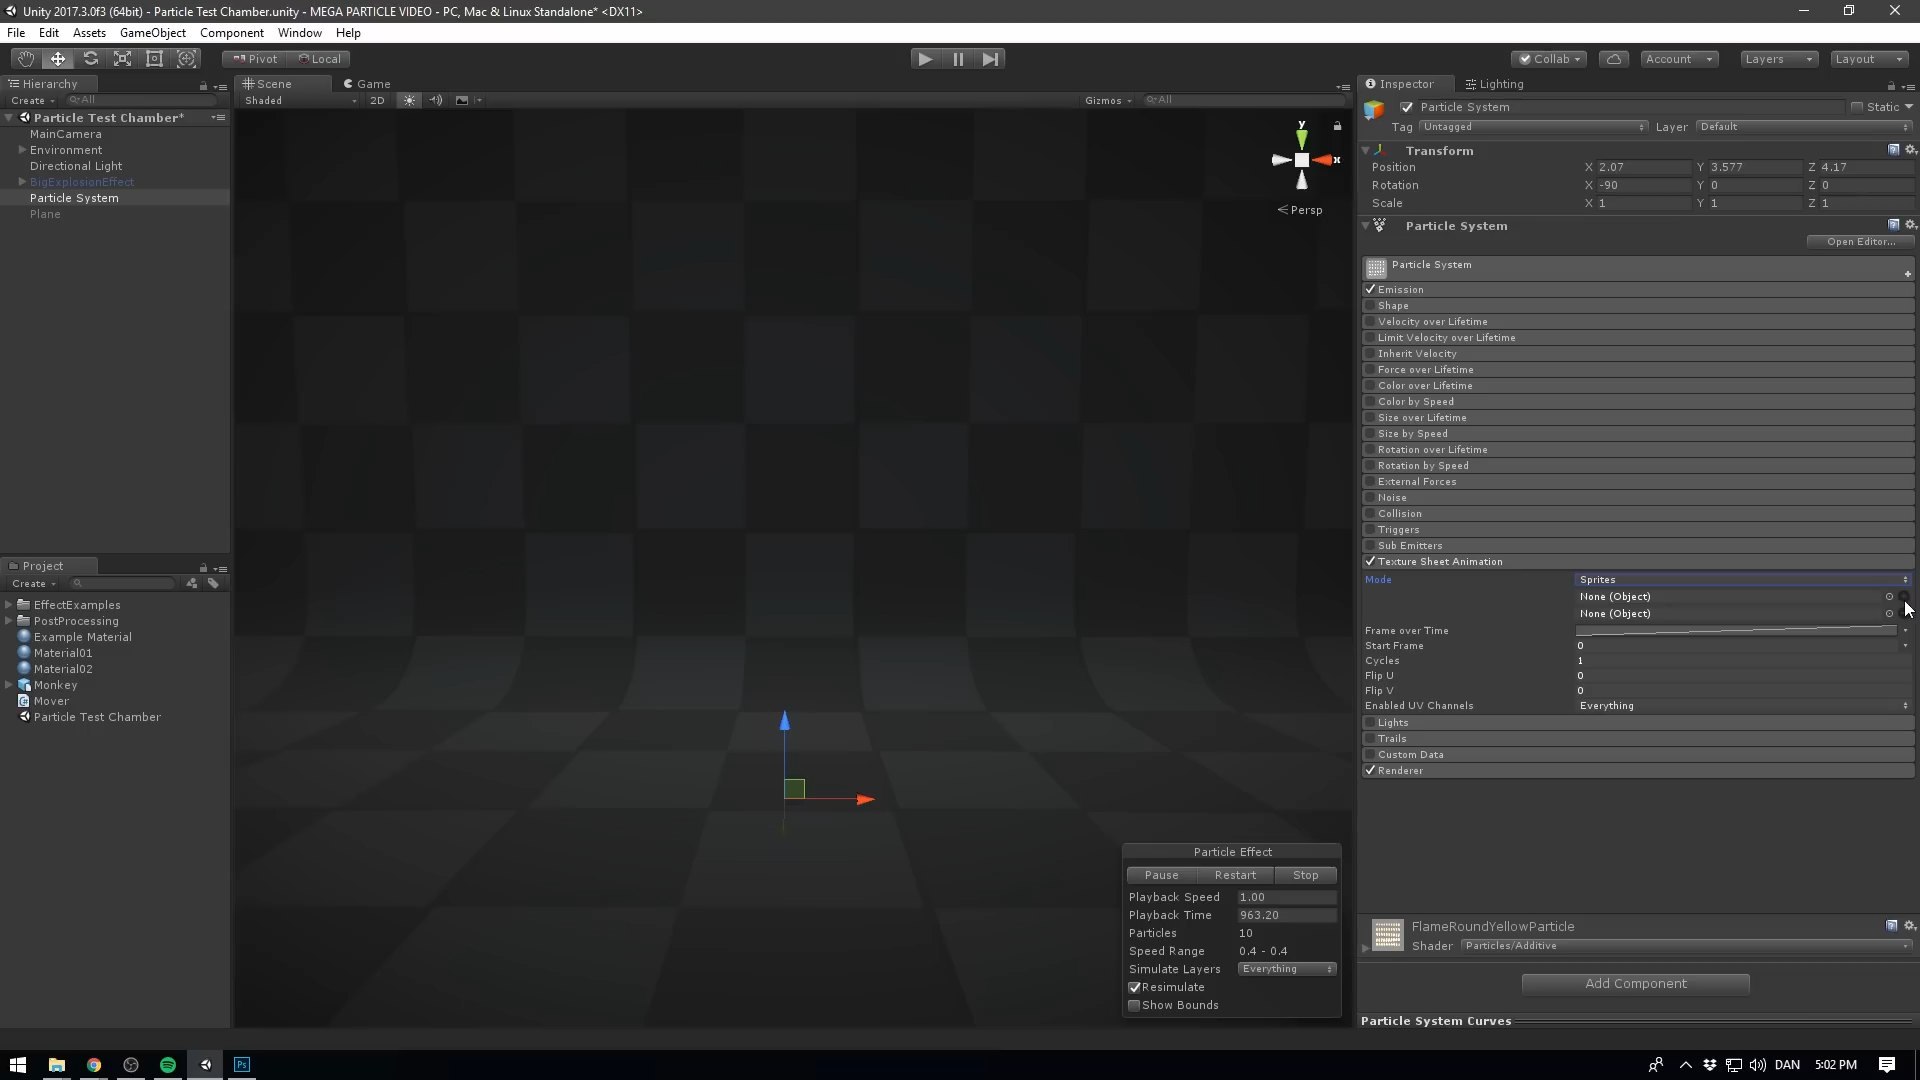 Unity 2017.3.0f3 (64bit) - Particle Test Chamber.unity - MEGA PARTICLE VIDEO - PC, Mac & Linux Standalone* <DX11>
File Edit Assets GameObject Component Window Help
Pivot Local Collab Account Layers Layout
Hierarchy
Create All
Particle Test Chamber*
MainCamera
Environment
Directional Light
BigExplosionEffect
Particle System
Plane
Project
Create
EffectExamples
PostProcessing
Example Material
Material01
Material02
Monkey
Mover
Particle Test Chamber
Scene Game
Shaded 2D Gizmos All
y
x
Persp
Particle Effect
Pause Restart Stop
Playback Speed 1.00
Playback Time 963.20
Particles 10
Speed Range 0.4 - 0.4
Simulate Layers Everything
Resimulate
Show Bounds
Inspector Lighting
Particle System Static
Tag Untagged Layer Default
Transform
Position X 2.07 Y 3.577 Z 4.17
Rotation X -90 Y 0 Z 0
Scale X 1 Y 1 Z 1
Particle System
Open Editor...
Particle System
Emission
Shape
Velocity over Lifetime
Limit Velocity over Lifetime
Inherit Velocity
Force over Lifetime
Color over Lifetime
Color by Speed
Size over Lifetime
Size by Speed
Rotation over Lifetime
Rotation by Speed
External Forces
Noise
Collision
Triggers
Sub Emitters
Texture Sheet Animation
Mode Sprites
None (Object)
None (Object)
Frame over Time
Start Frame 0
Cycles 1
Flip U 0
Flip V 0
Enabled UV Channels Everything
Lights
Trails
Custom Data
Renderer
FlameRoundYellowParticle
Shader Particles/Additive
Add Component
Particle System Curves
Ps
DAN 5:02 PM